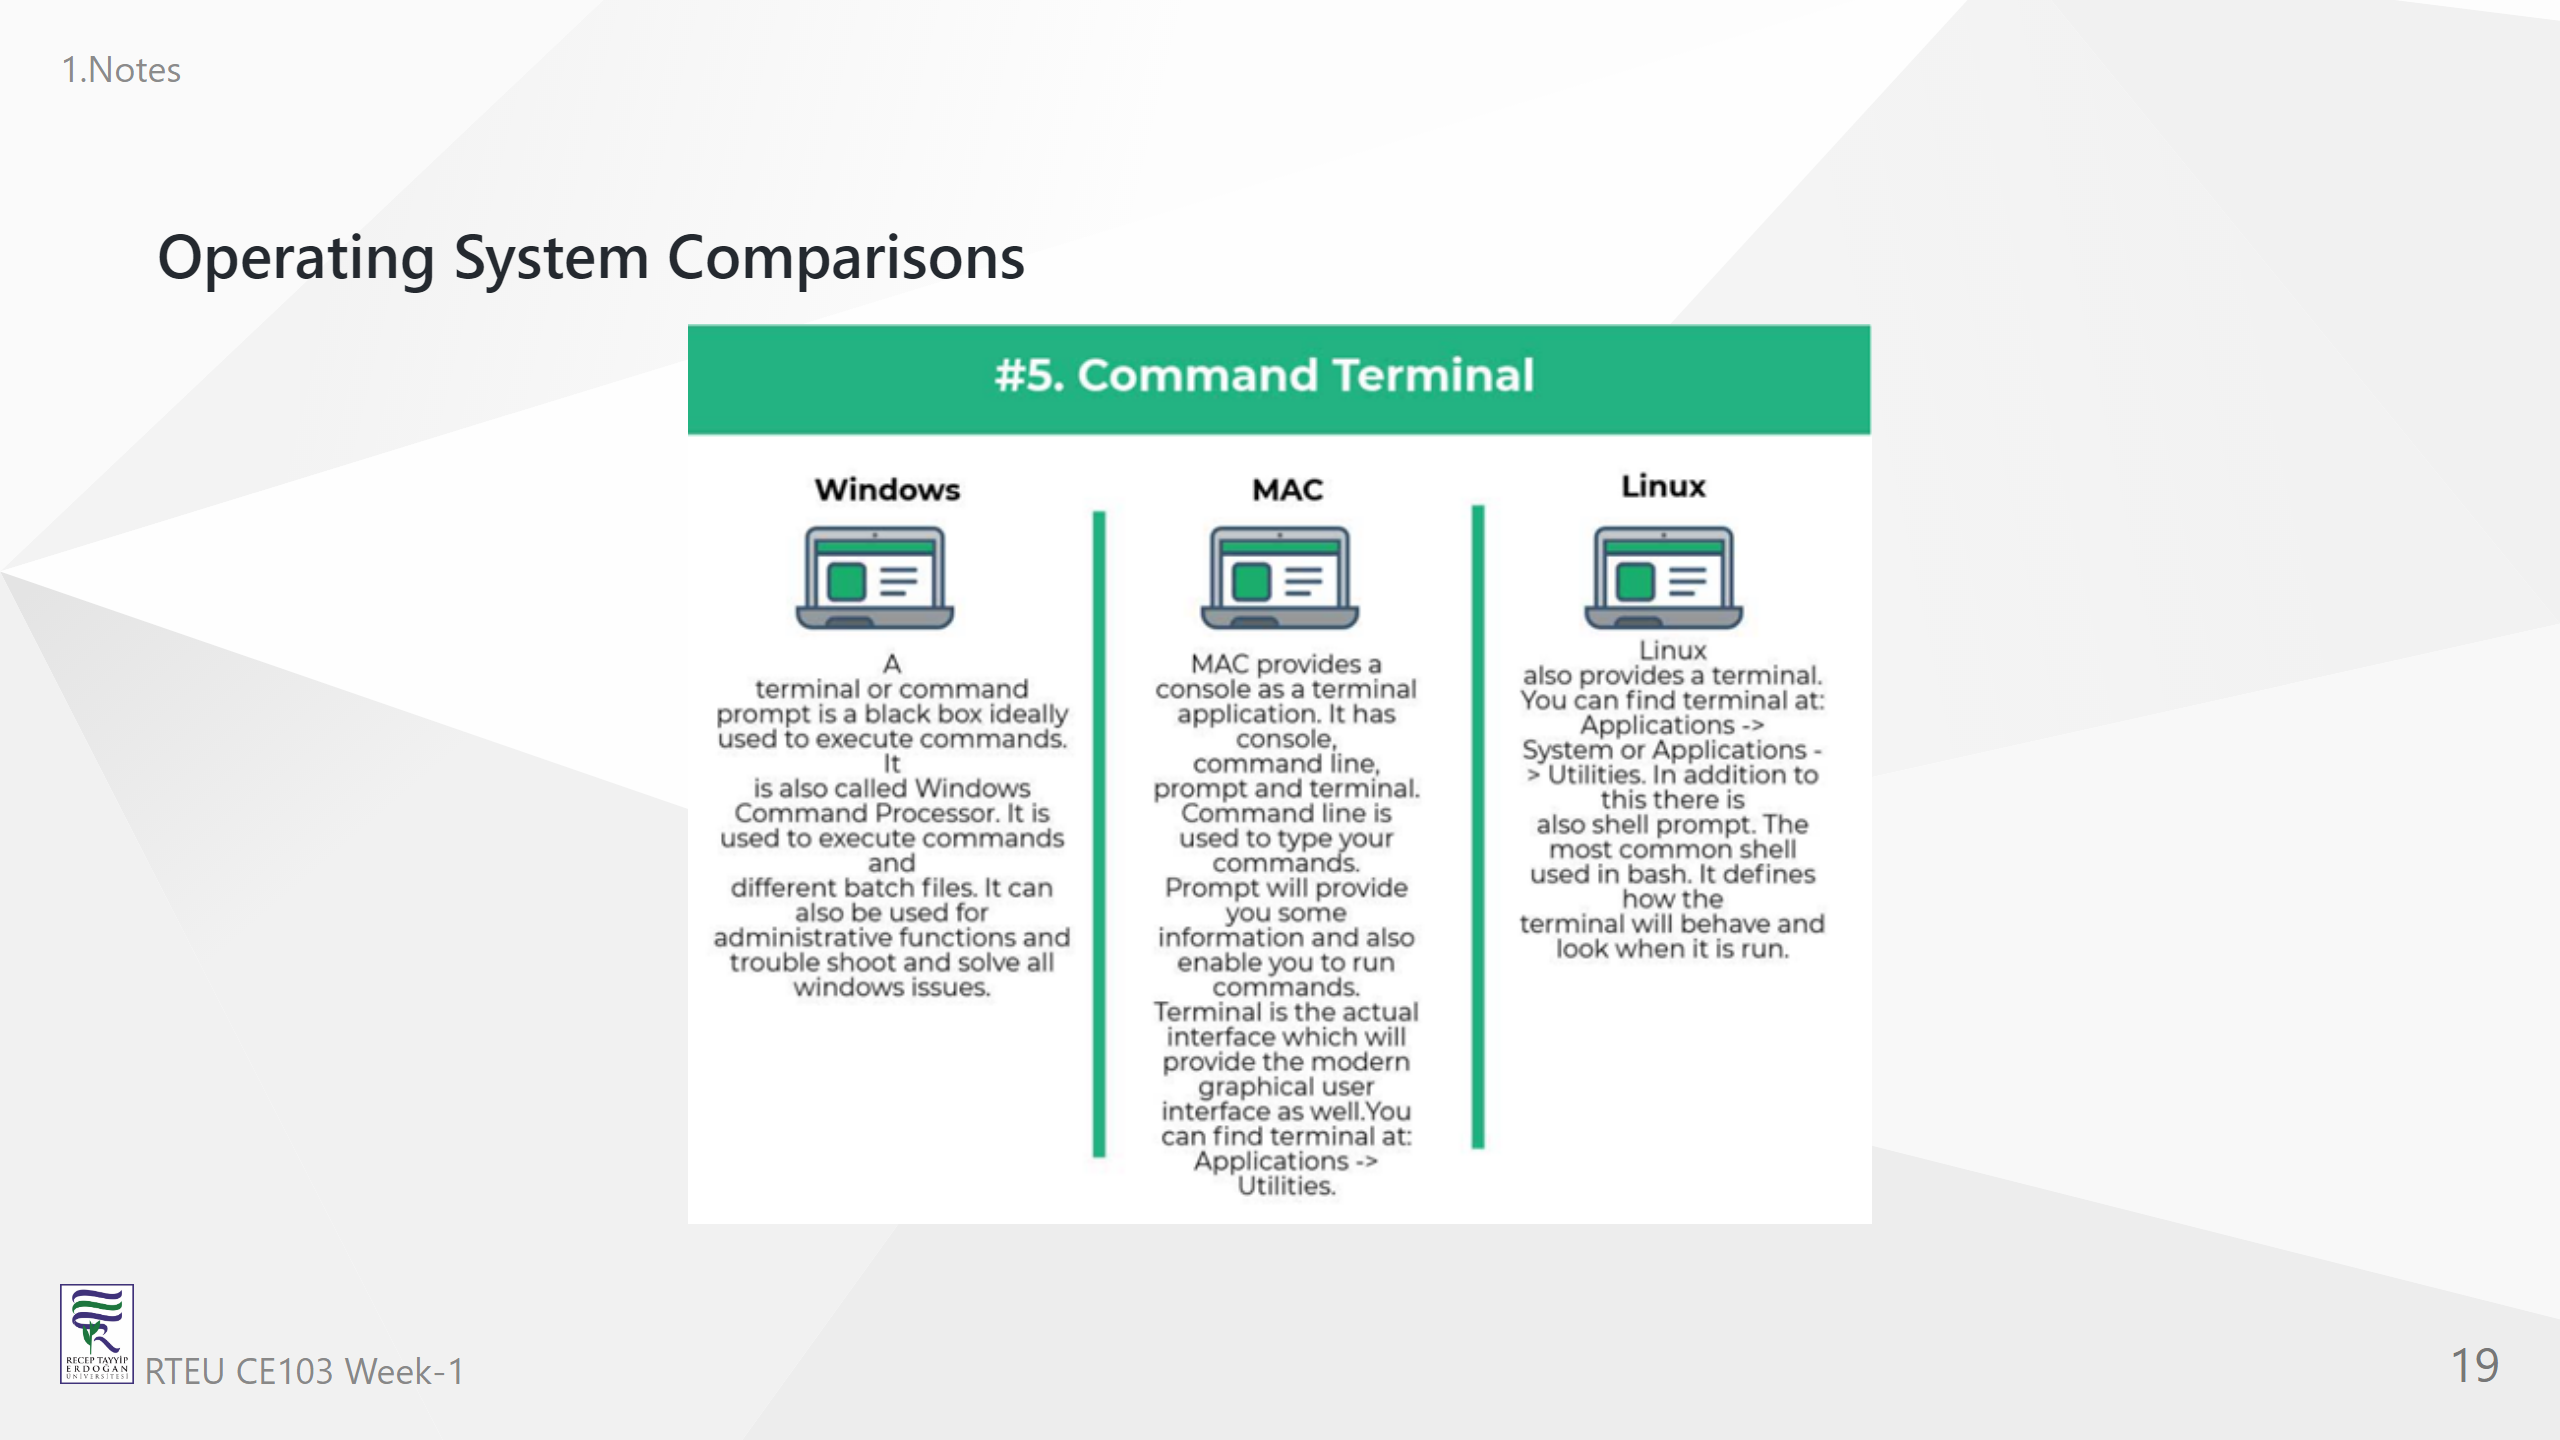 1.Notes
Operating System Comparisons
#5. Command Terminal
Windows
A
terminal or command
prompt is a black box ideally
used to execute commands.
It
is also called Windows
Command Processor. It is
used to execute commands
and
different batch files. It can
also be used for
administrative functions and
trouble shoot and solve all
windows issues.
MAC
MAC provides a
console as a terminal
application. It has
console,
command line,
prompt and terminal.
Command line is
used to type your
commands.
Prompt will provide
you some
information and also
enable you to run
commands.
Terminal is the actual
interface which will
provide the modern
graphical user
interface as well.You
can find terminal at:
Applications ->
Utilities.
Linux
Linux
also provides a terminal.
You can find terminal at:
Applications ->
System or Applications -
> Utilities. In addition to
this there is
also shell prompt. The
most common shell
used in bash. It defines
how the
terminal will behave and
look when it is run.
RECEP TAYYİP
ERDOĞAN
ÜNİVERSİTESİ
RTEU CE103 Week-1
19